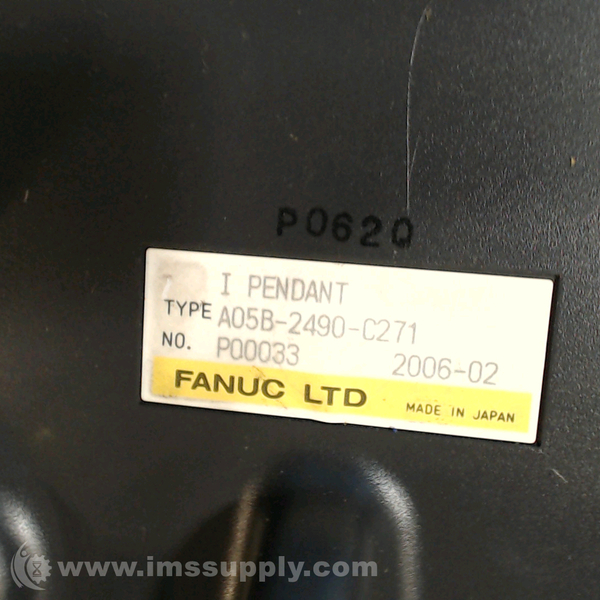 P0620
I PENDANT
TYPE A05B-2490-C271
NO. P00033 2006-02
FANUC LTD MADE IN JAPAN
www.imssupply.com